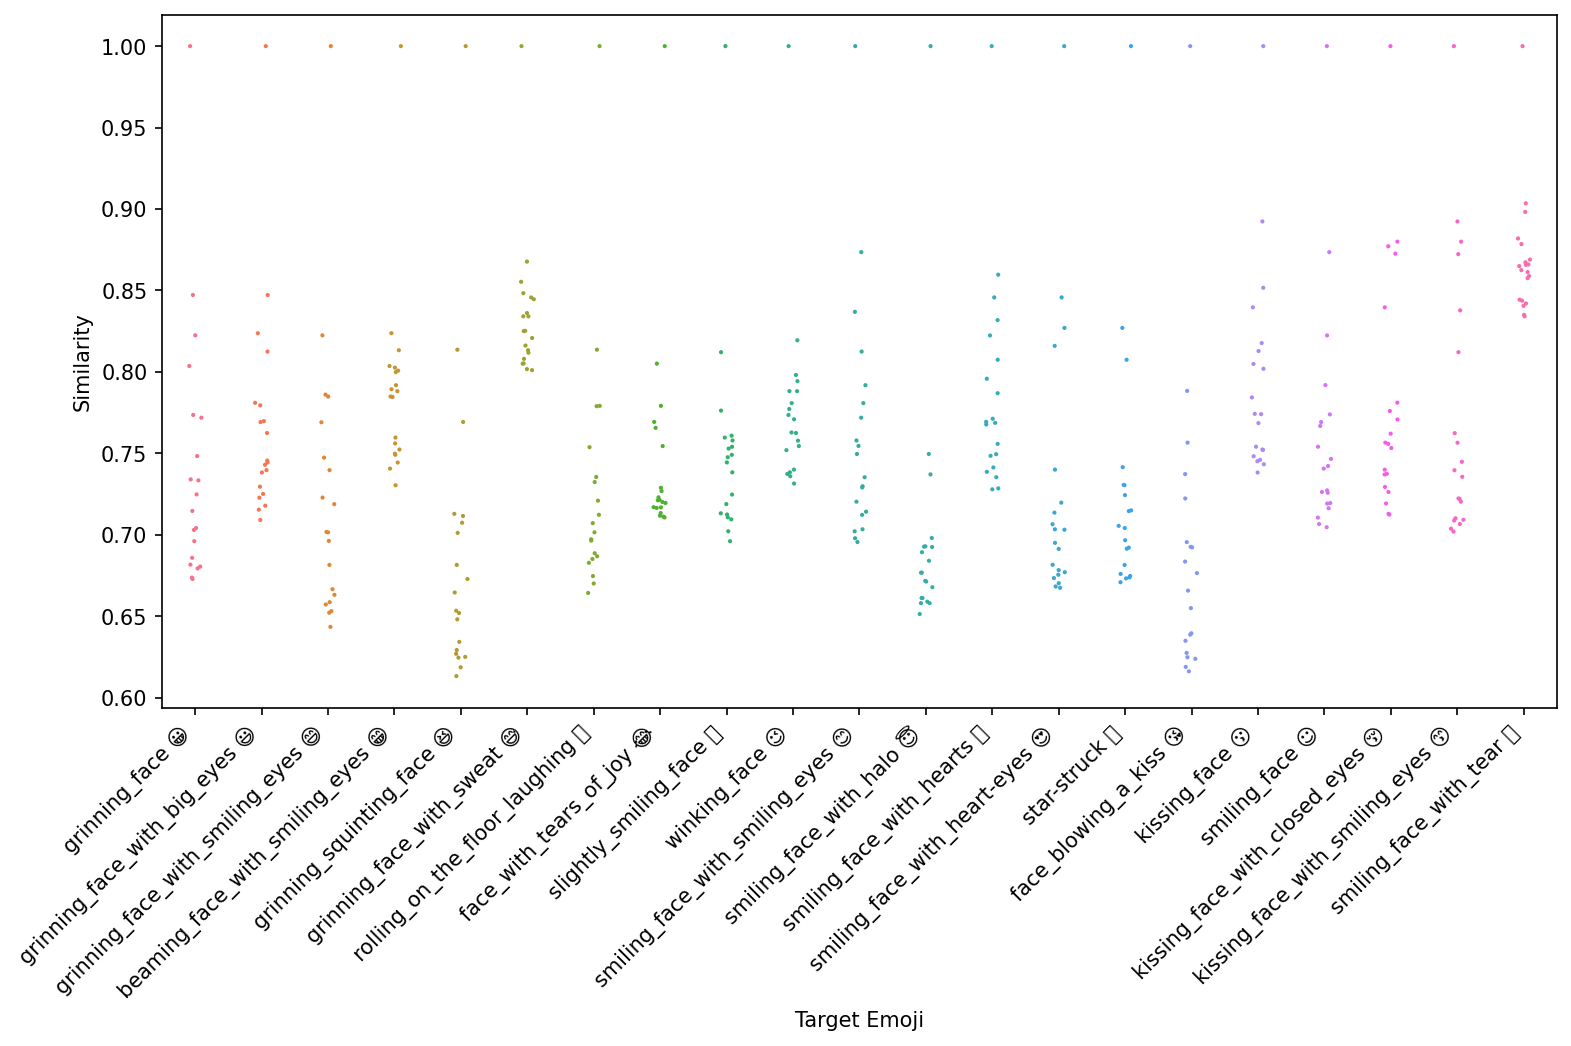 1.00
0.95
0.90
0.85
0.80
0.75
0.70
0.65
0.60
Similarity
grinning_face 😀
grinning_face_with_big_eyes 😃
grinning_face_with_smiling_eyes 😄
beaming_face_with_smiling_eyes 😁
grinning_squinting_face 😆
grinning_face_with_sweat 😅
rolling_on_the_floor_laughing ▯
face_with_tears_of_joy 😂
slightly_smiling_face ▯
winking_face 😉
smiling_face_with_smiling_eyes 😊
smiling_face_with_halo 😇
smiling_face_with_hearts ▯
smiling_face_with_heart-eyes 😍
star-struck ▯
face_blowing_a_kiss 😘
kissing_face 😗
smiling_face ☺
kissing_face_with_closed_eyes 😚
kissing_face_with_smiling_eyes 😙
smiling_face_with_tear ▯
Target Emoji